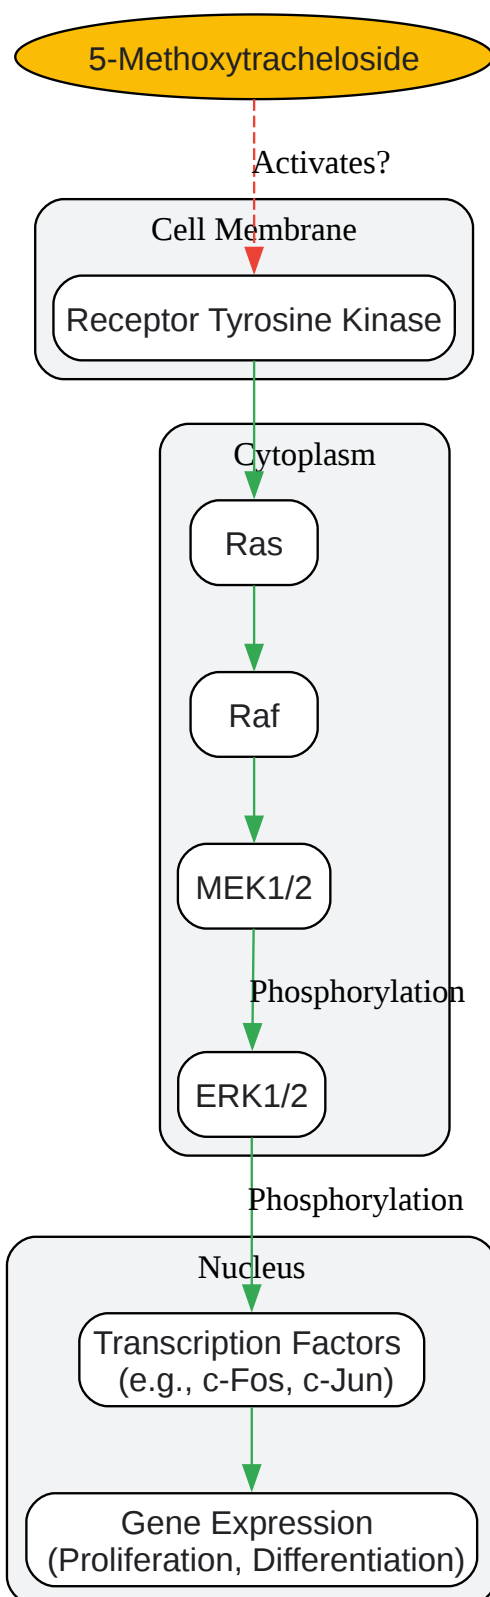 5-Methoxytracheloside
Activates?
Cell Membrane
Receptor Tyrosine Kinase
Cytoplasm
Ras
Raf
MEK1/2
Phosphorylation
ERK1/2
Phosphorylation
Nucleus
Transcription Factors
(e.g., c-Fos, c-Jun)
Gene Expression
(Proliferation, Differentiation)